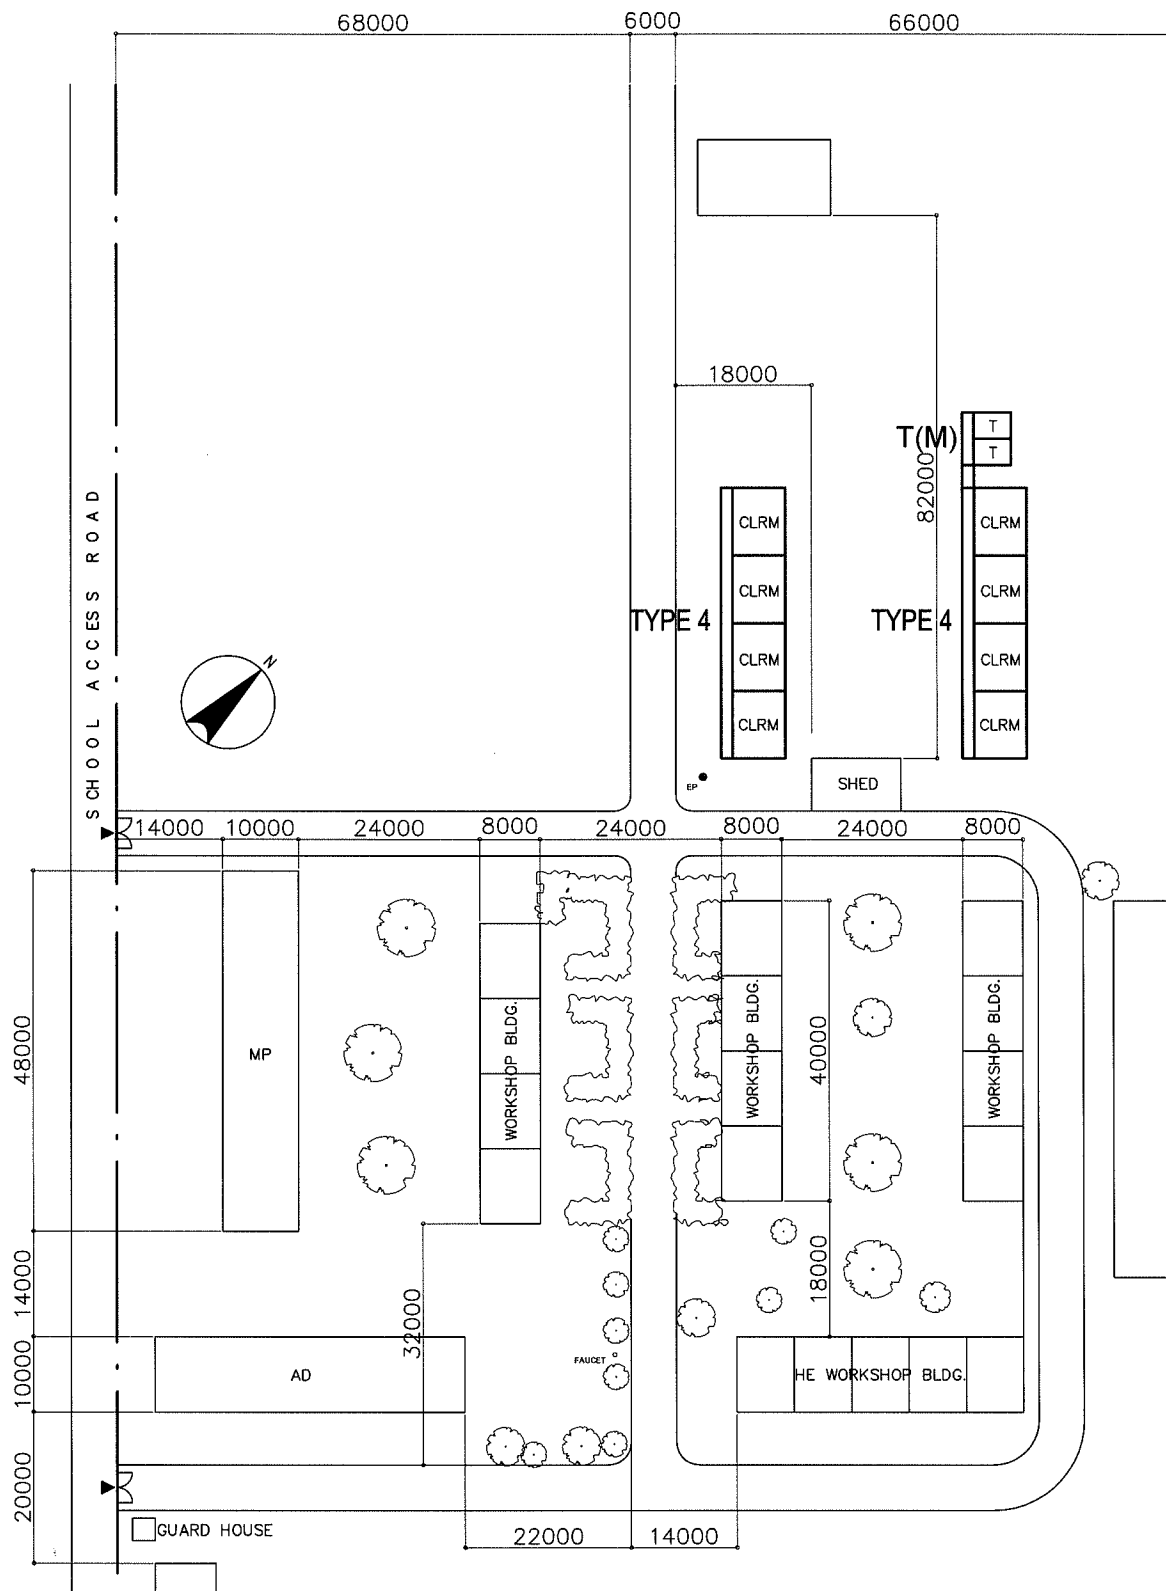 68000
6000
66000
18000
T(M)
T
T
82000
CLRM
CLRM
CLRM
CLRM
CLRM
CLRM
CLRM
CLRM
TYPE 4
TYPE 4
SCHOOL ACCESS ROAD
N
EP
SHED
14000
10000
24000
8000
24000
8000
24000
8000
48000
MP
WORKSHOP BLDG.
WORKSHOP BLDG.
40000
WORKSHOP BLDG.
14000
32000
18000
FAUCET
10000
AD
HE WORKSHOP BLDG.
20000
GUARD HOUSE
22000
14000